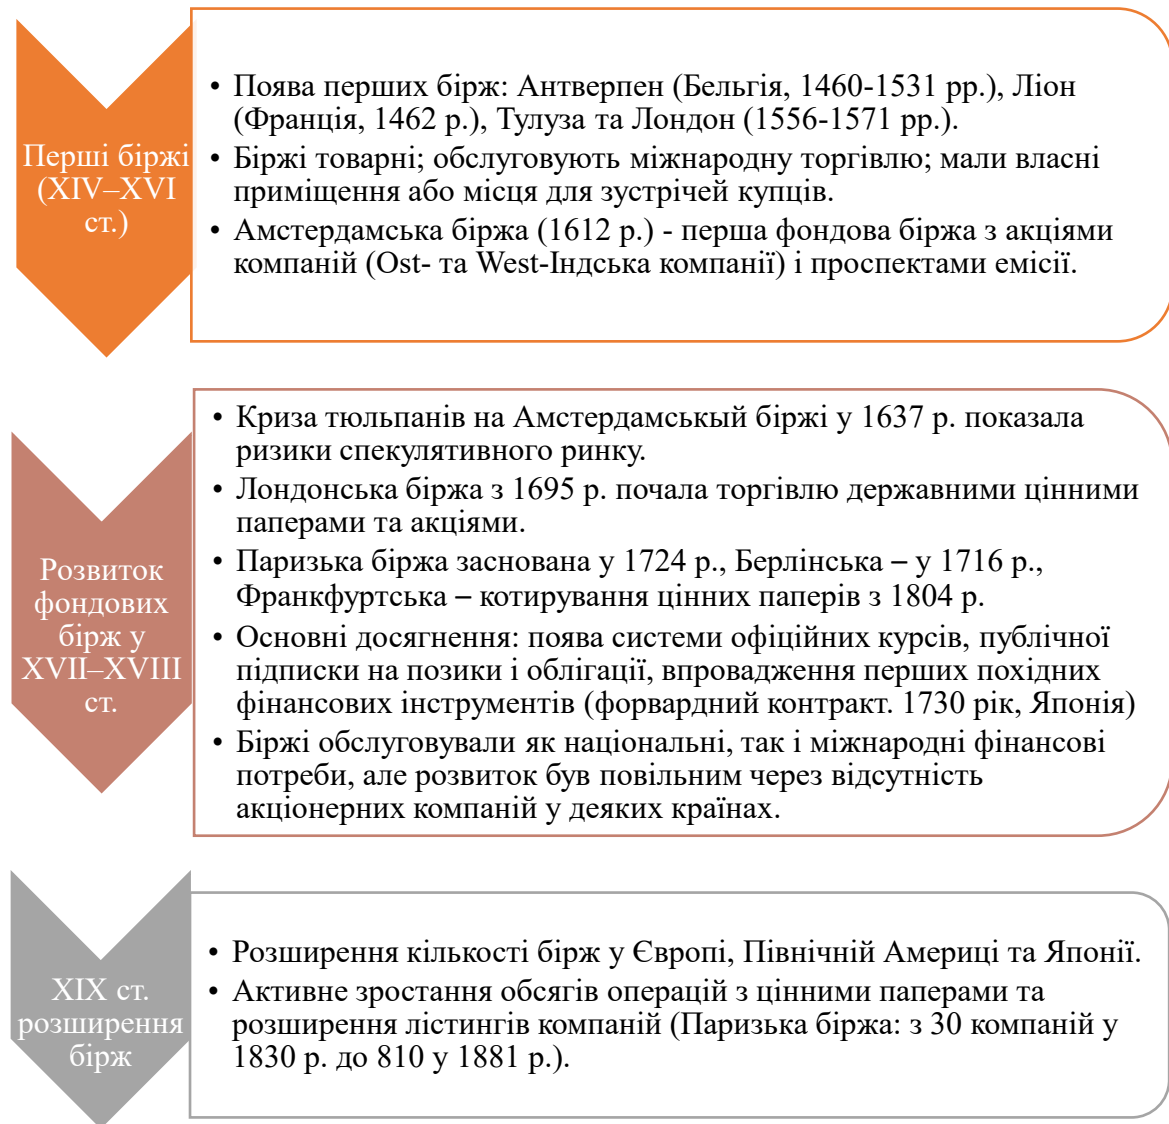 Перші біржі
(XIV–XVI
ст.)
• Поява перших бірж: Антверпен (Бельгія, 1460-1531 рр.), Ліон
(Франція, 1462 р.), Тулуза та Лондон (1556-1571 рр.).
• Біржі товарні; обслуговують міжнародну торгівлю; мали власні
приміщення або місця для зустрічей купців.
• Амстердамська біржа (1612 р.) - перша фондова біржа з акціями
компаній (Ost- та West-Індська компанії) і проспектами емісії.
Розвиток
фондових
бірж у
XVII–XVIII
ст.
• Криза тюльпанів на Амстердамськый біржі у 1637 р. показала
ризики спекулятивного ринку.
• Лондонська біржа з 1695 р. почала торгівлю державними цінними
паперами та акціями.
• Паризька біржа заснована у 1724 р., Берлінська – у 1716 р.,
Франкфуртська – котирування цінних паперів з 1804 р.
• Основні досягнення: поява системи офіційних курсів, публічної
підписки на позики і облігації, впровадження перших похідних
фінансових інструментів (форвардний контракт. 1730 рік, Японія)
• Біржі обслуговували як національні, так і міжнародні фінансові
потреби, але розвиток був повільним через відсутність
акціонерних компаній у деяких країнах.
XIX ст.
розширення
бірж
• Розширення кількості бірж у Європі, Північній Америці та Японії.
• Активне зростання обсягів операцій з цінними паперами та
розширення лістингів компаній (Паризька біржа: з 30 компаній у
1830 р. до 810 у 1881 р.).